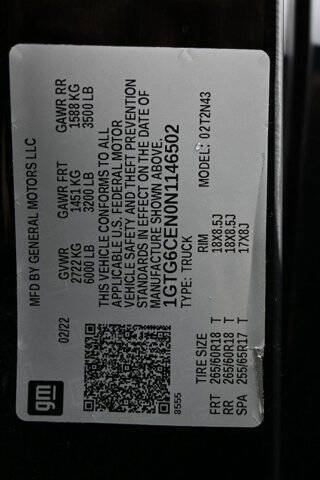 MFD BY GENERAL MOTORS LLC
02/22
GVWR GAWR FRT GAWR RR
2722 KG 1451 KG 1588 KG
6000 LB 3200 LB 3500 LB
THIS VEHICLE CONFORMS TO ALL
APPLICABLE U.S. FEDERAL MOTOR
VEHICLE SAFETY AND THEFT PREVENTION
STANDARDS IN EFFECT ON THE DATE OF
MANUFACTURE SHOWN ABOVE.
1GTG6CEN0N1146502
TYPE: TRUCK MODEL: 02T2N43
gm
8555
TIRE SIZE RIM
FRT 265/60R18 T 18X8.5J
RR 265/60R18 T 18X8.5J
SPA 255/65R17 T 17X8J